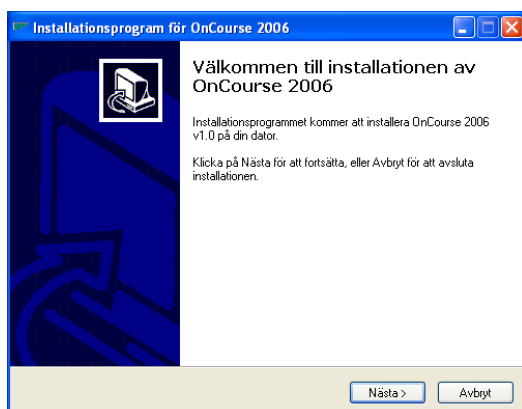 Installationsprogram för OnCourse 2006
Välkommen till installationen av
OnCourse 2006
Installationsprogrammet kommer att installera OnCourse 2006
v1.0 på din dator.
Klicka på Nästa för att fortsätta, eller Avbryt för att avsluta
installationen.
Nästa >
Avbryt